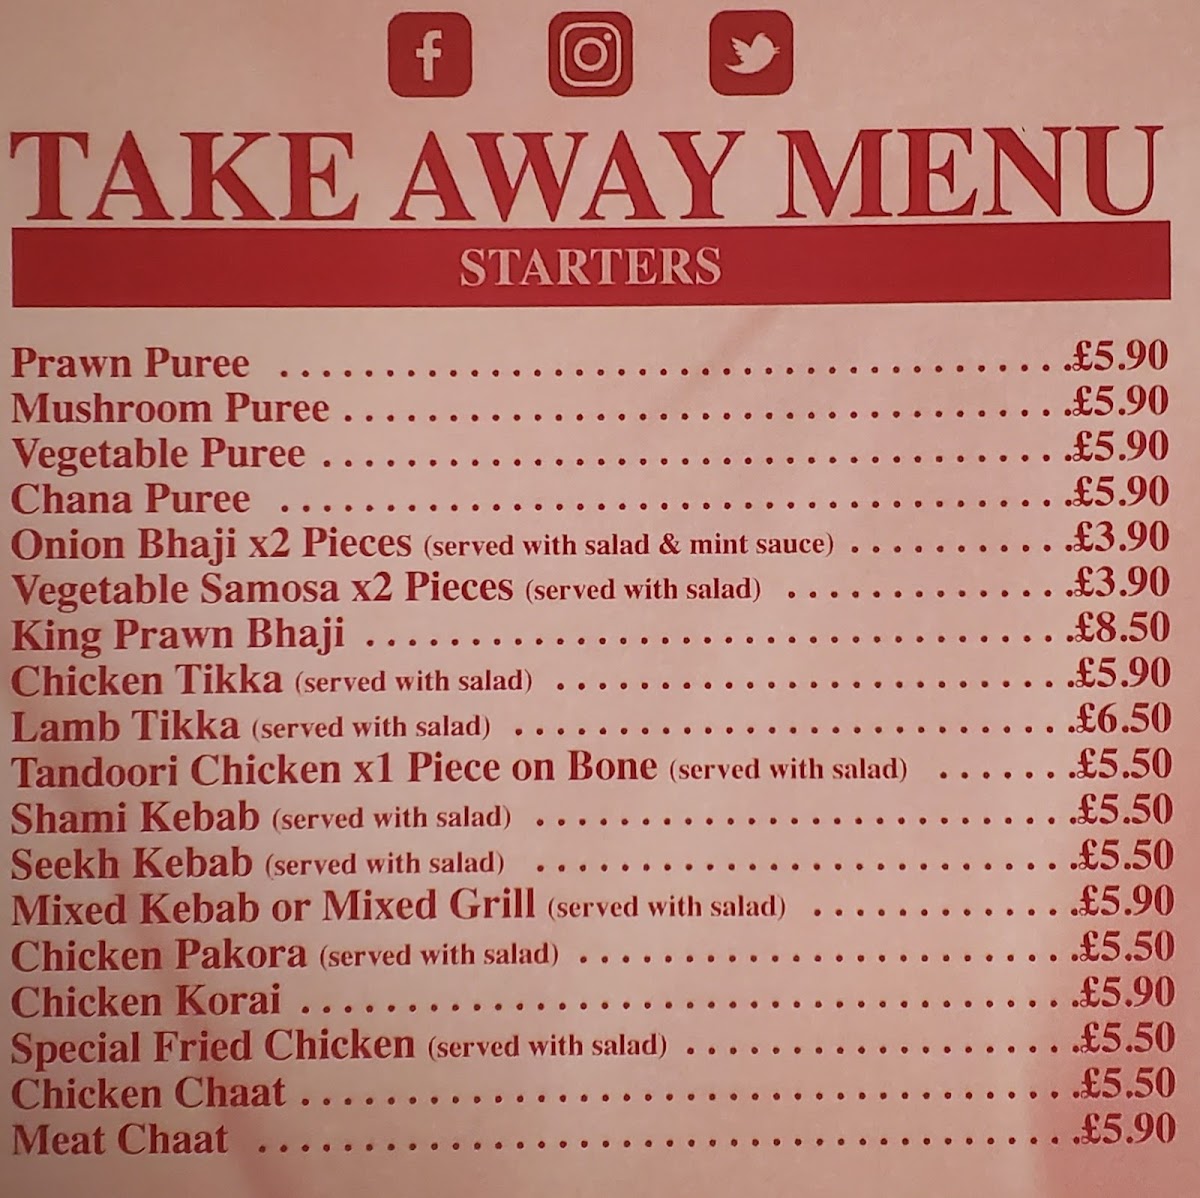 TAKE AWAY MENU
STARTERS
Prawn Puree ........................................£5.90
Mushroom Puree ...................................£5.90
Vegetable Puree ....................................£5.90
Chana Puree ......................................£5.90
Onion Bhaji x2 Pieces (served with salad & mint sauce) ...........£3.90
Vegetable Samosa x2 Pieces (served with salad) ..............£3.90
King Prawn Bhaji ..................................£8.50
Chicken Tikka (served with salad) .........................£5.90
Lamb Tikka (served with salad) ...........................£6.50
Tandoori Chicken x1 Piece on Bone (served with salad) .......£5.50
Shami Kebab (served with salad) ..........................£5.50
Seekh Kebab (served with salad) ..........................£5.50
Mixed Kebab or Mixed Grill (served with salad) .............£5.90
Chicken Pakora (served with salad) ........................£5.50
Chicken Korai .....................................£5.90
Special Fried Chicken (served with salad) ...................£5.50
Chicken Chaat .....................................£5.50
Meat Chaat .......................................£5.90